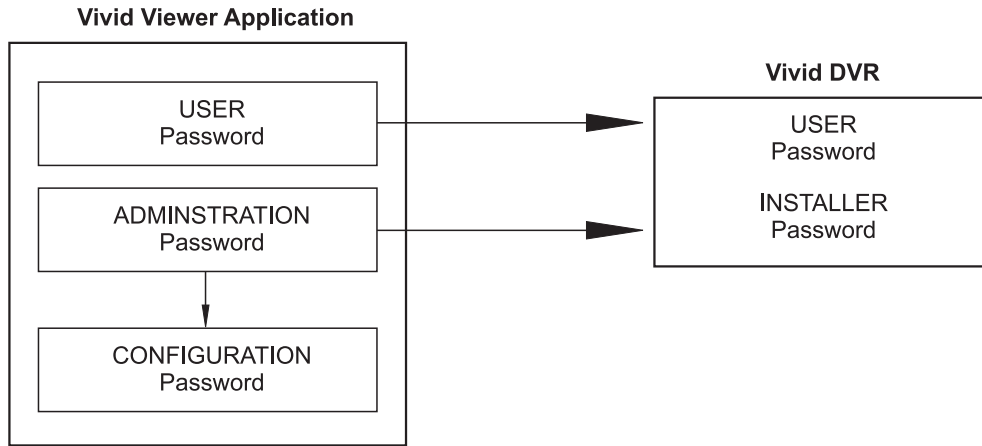 Vivid Viewer Application
USER
Password
ADMINSTRATION
Password
CONFIGURATION
Password
Vivid DVR
USER
Password
INSTALLER
Password